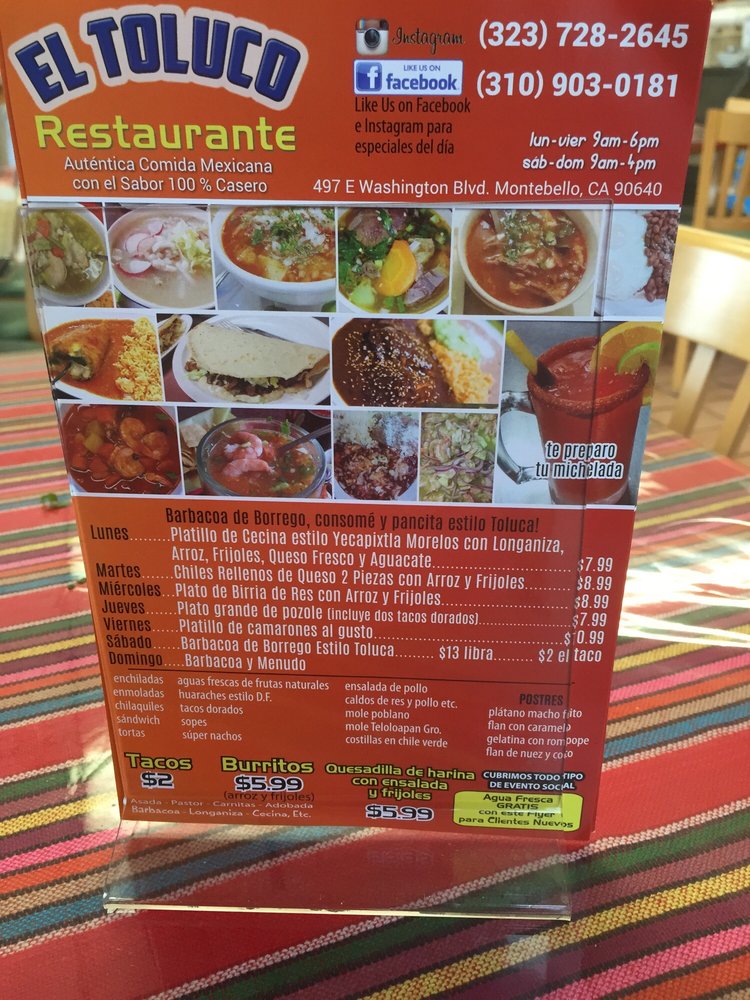 EL TOLUCO
Restaurante
Auténtica Comida Mexicana
con el Sabor 100 % Casero
Instagram
LIKE US ON
facebook
Like Us on Facebook
e Instagram para
especiales del día
(323) 728-2645
(310) 903-0181
lun-vier 9am-6pm
sáb-dom 9am-4pm
497 E Washington Blvd. Montebello, CA 90640
te preparo
tu michelada
Barbacoa de Borrego, consomé y pancita estilo Toluca!
Lunes.........Platillo de Cecina estilo Yecapixtla Morelos con Longaniza,
Arroz, Frijoles, Queso Fresco y Aguacate.........$7.99
Martes.......Chiles Rellenos de Queso 2 Piezas con Arroz y Frijoles.........$8.99
Miércoles...Plato de Birria de Res con Arroz y Frijoles.........$8.99
Jueves.......Plato grande de pozole (incluye dos tacos dorados).........$7.99
Viernes......Platillo de camarones al gusto.........$10.99
Sábado......Barbacoa de Borrego Estilo Toluca........ $13 libra......... $2 el taco
Domingo.....Barbacoa y Menudo
enchiladas
enmoladas
chilaquiles
sándwich
tortas
aguas frescas de frutas naturales
huaraches estilo D.F.
tacos dorados
sopes
súper nachos
ensalada de pollo
caldos de res y pollo etc.
mole poblano
mole Teloloapan Gro.
costillas en chile verde
POSTRES
plátano macho frito
flan con caramelo
gelatina con rompope
flan de nuez y coco
Tacos
$2
Burritos
$5.99
(arroz y frijoles)
Asada - Pastor - Carnitas - Adobada
Barbacoa - Longaniza - Cecina, Etc.
Quesadilla de harina
con ensalada
y frijoles
$5.99
CUBRIMOS TODO TIPO
DE EVENTO SOCIAL
Agua Fresca
GRATIS
con este Flyer
para Clientes Nuevos